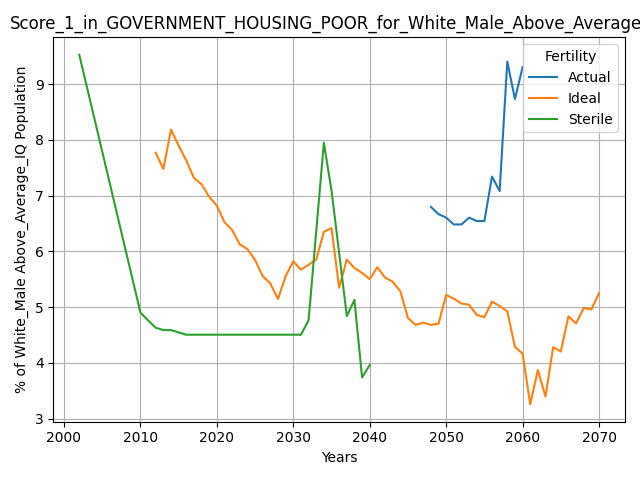 Score_1_in_GOVERNMENT_HOUSING_POOR_for_White_Male_Above_Average
% of White_Male Above_Average_IQ Population
9
8
7
6
5
4
3
Fertility
Actual
Ideal
Sterile
2000 2010 2020 2030 2040 2050 2060 2070
Years